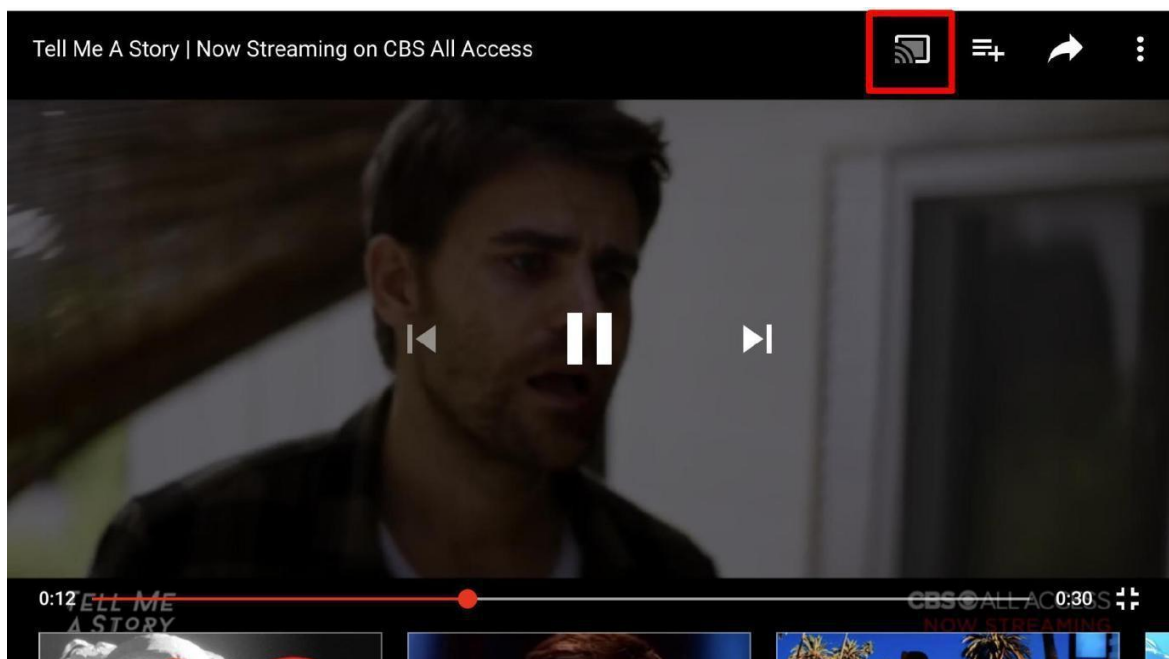 Tell Me A Story | Now Streaming on CBS All Access
0:12
0:30
TELL ME
A STORY
CBS ALL ACCESS
NOW STREAMING